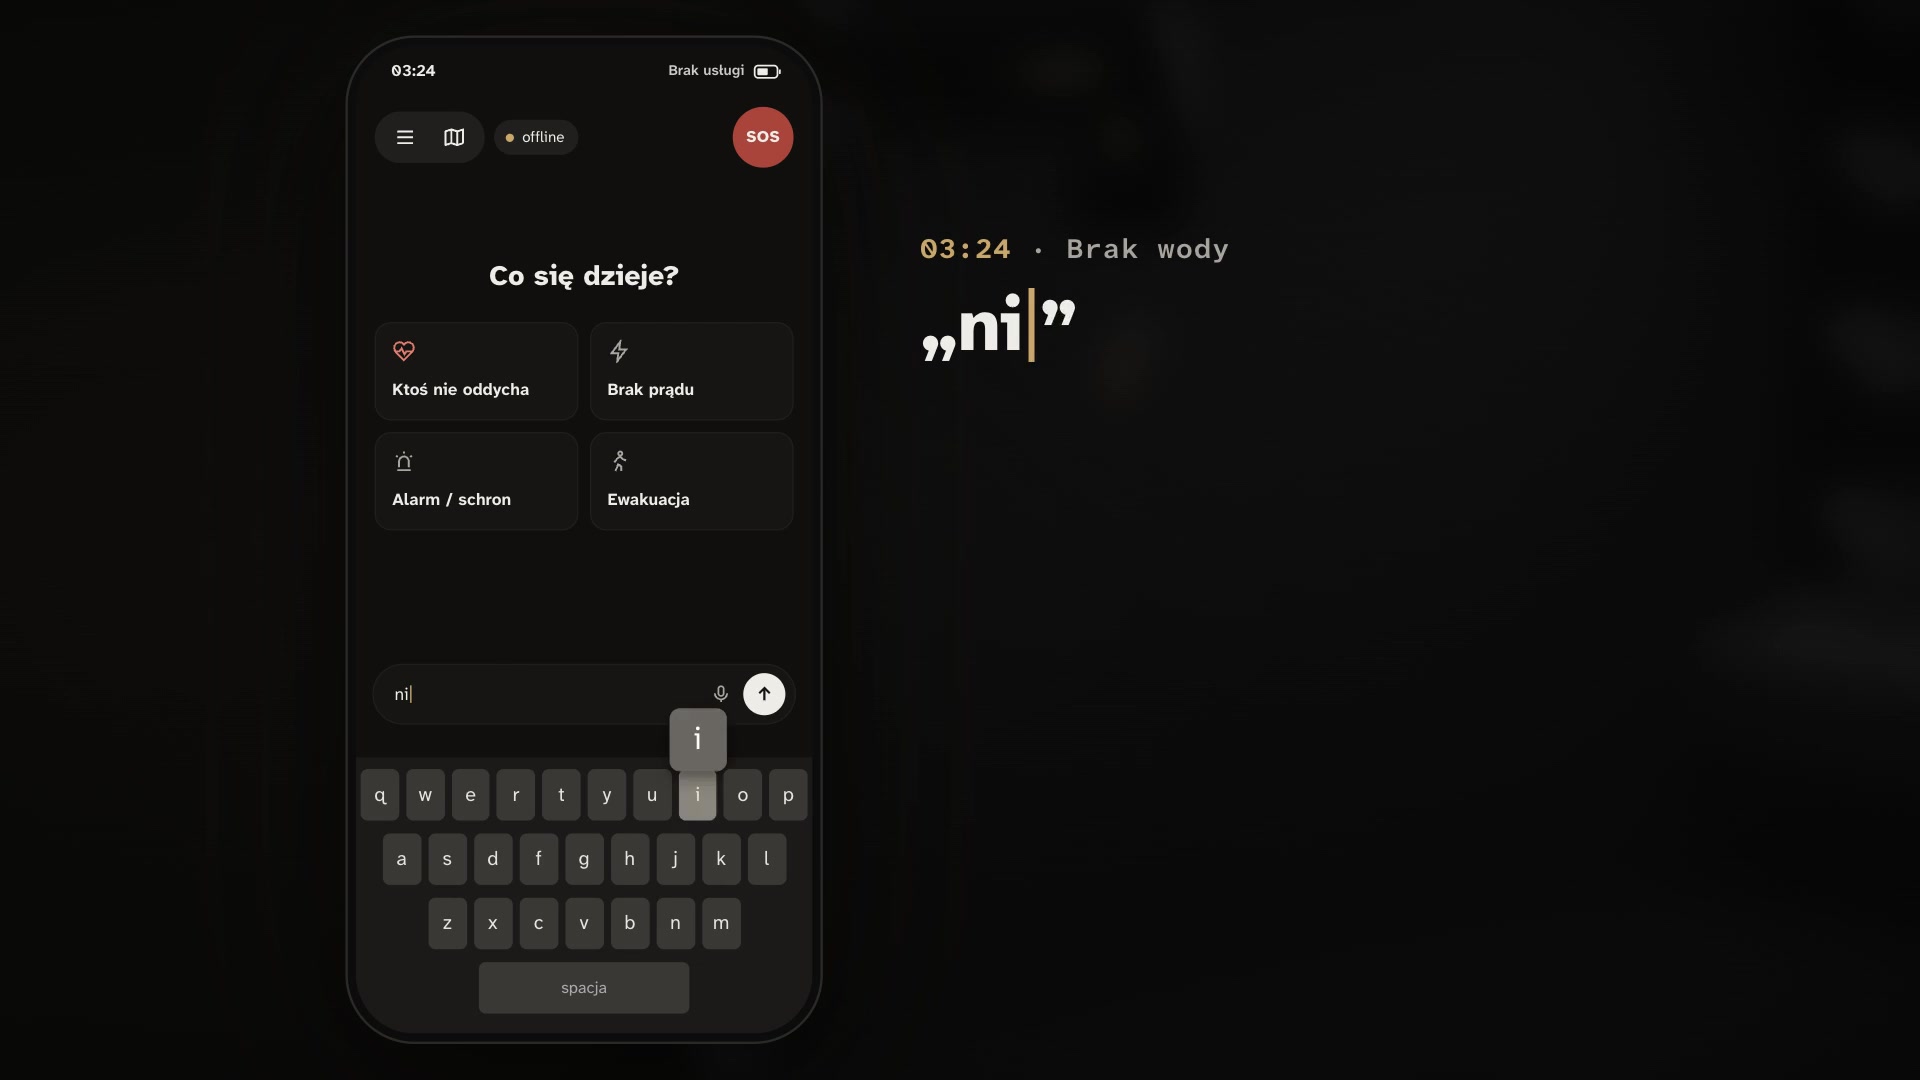 03:24
Brak usługi
offline
SOS
Co się dzieje?
Ktoś nie oddycha
Brak prądu
Alarm / schron
Ewakuacja
ni
i
q w e r t y u i o p
a s d f g h j k l
z x c v b n m
spacja
03:24 · Brak wody
„ni”